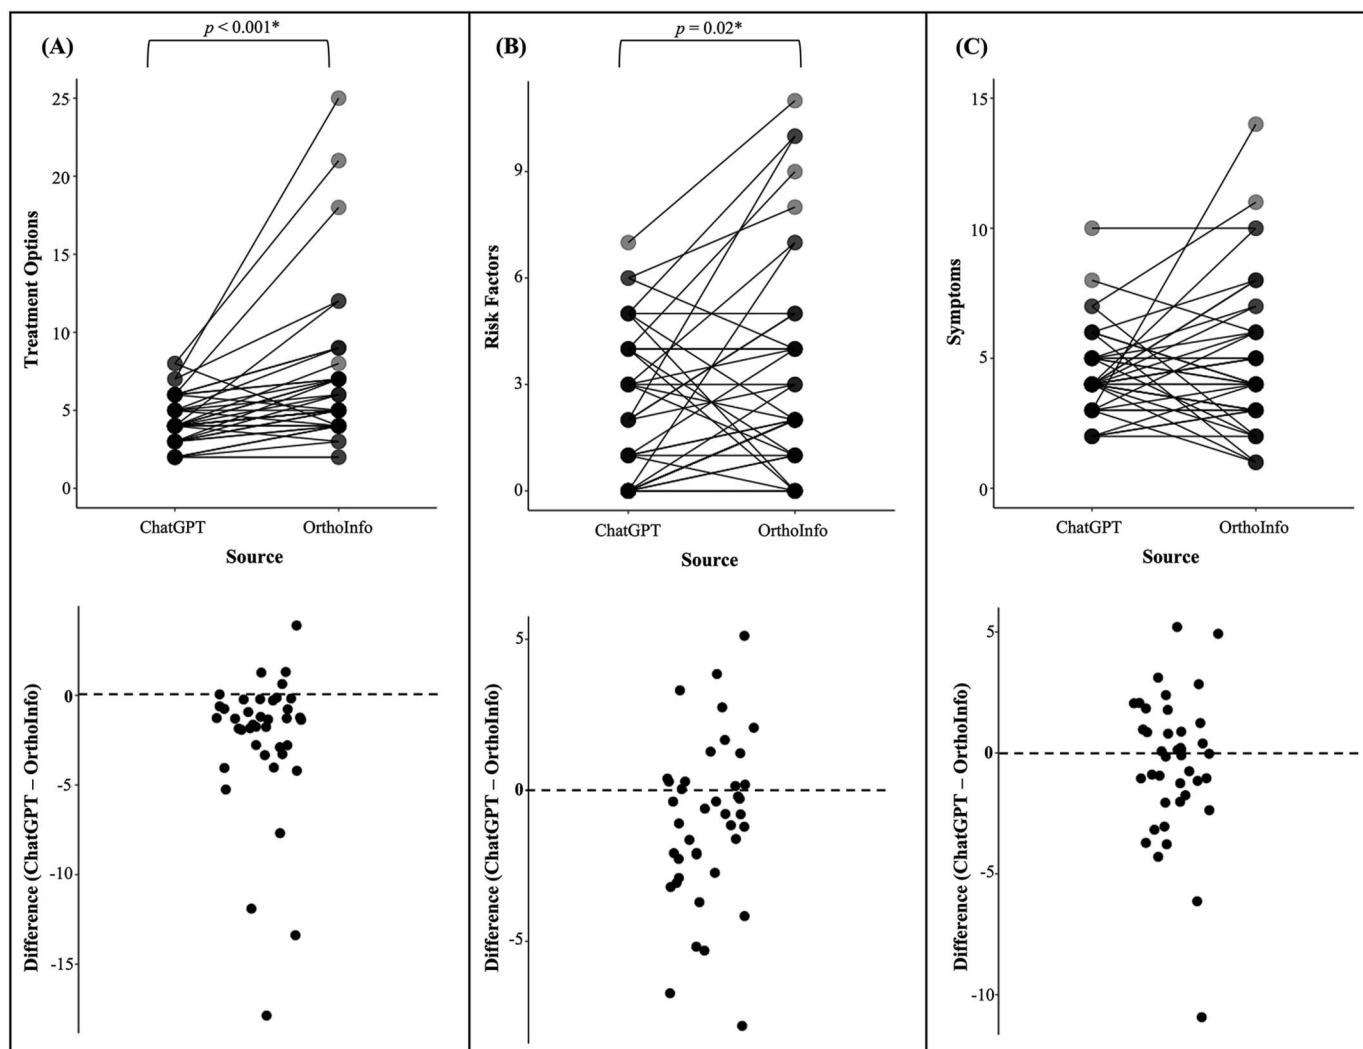 (A)
p < 0.001*
25
20
15
10
5
0
Treatment Options
ChatGPT
OrthoInfo
Source
0
-5
-10
-15
Difference (ChatGPT – OrthoInfo)
(B)
p = 0.02*
9
6
3
0
Risk Factors
ChatGPT
OrthoInfo
Source
5
0
-5
Difference (ChatGPT – OrthoInfo)
(C)
15
10
5
0
Symptoms
ChatGPT
OrthoInfo
Source
5
0
-5
-10
Difference (ChatGPT – OrthoInfo)